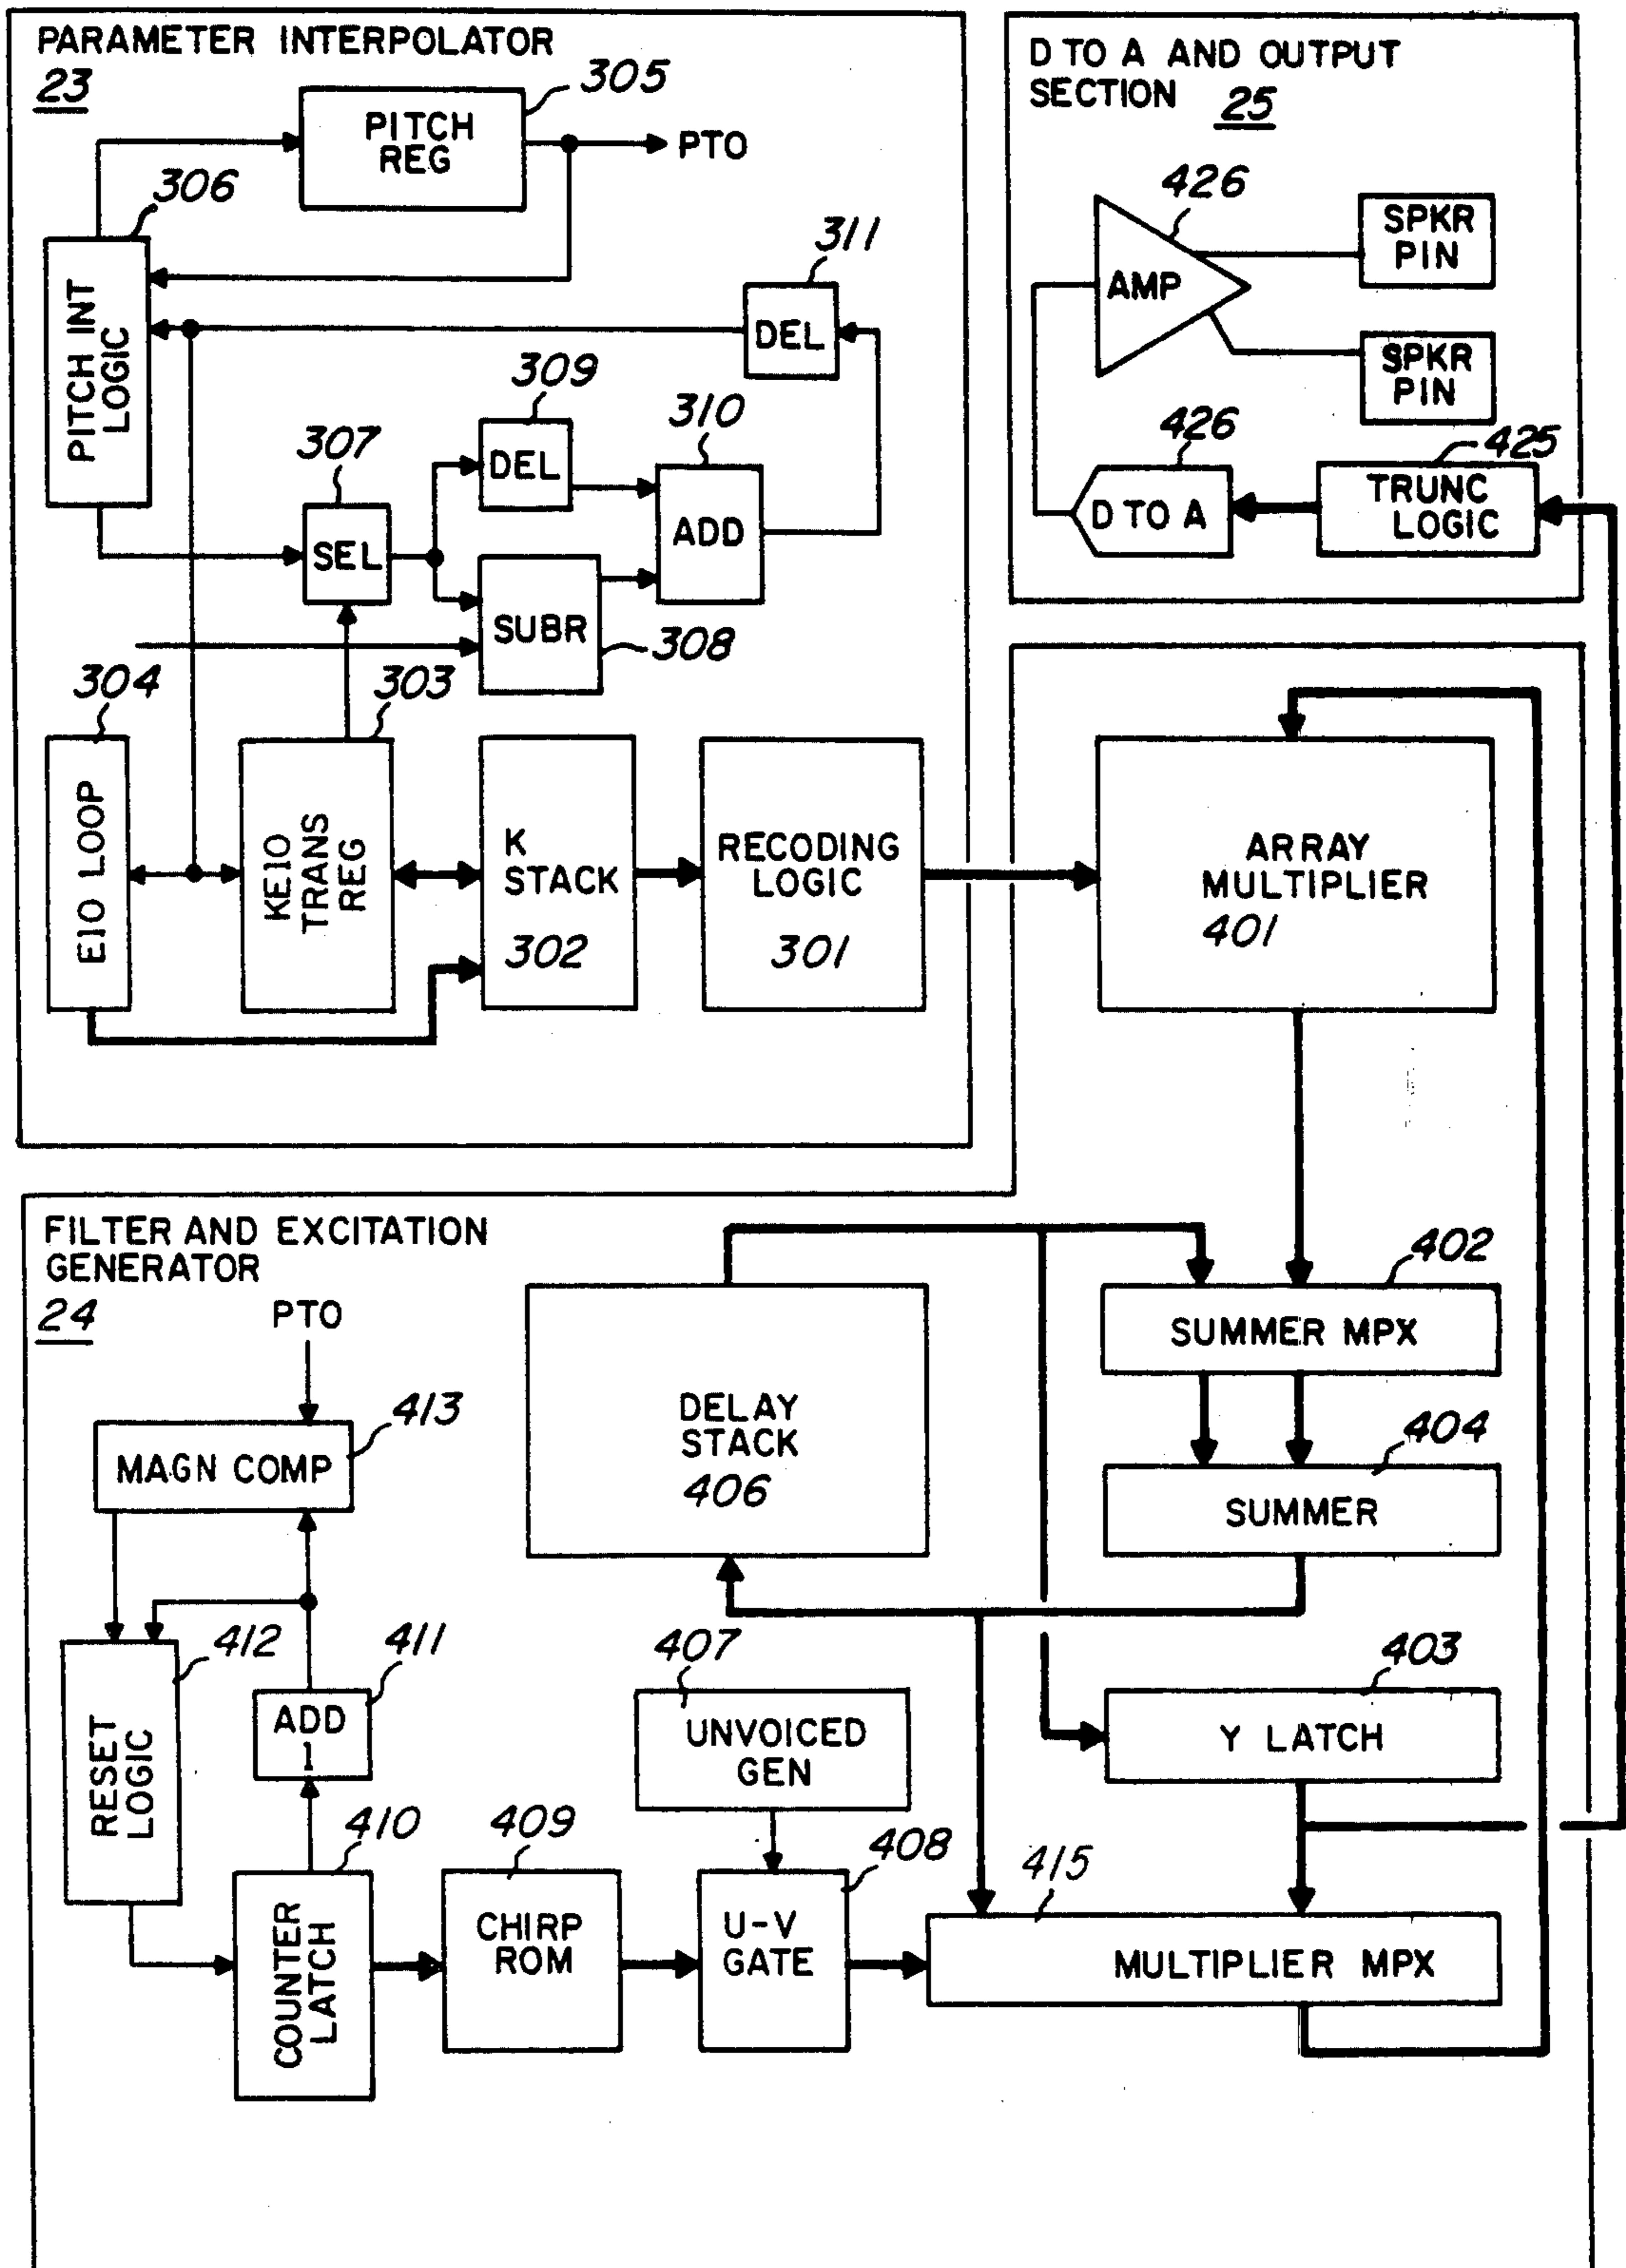 PARAMETER INTERPOLATOR
23
305
PITCH
REG
PTO
306
PITCH INT
LOGIC
311
DEL
309
DEL
310
ADD
307
SEL
SUBR
308
304
E10 LOOP
303
KE10
TRANS
REG
K
STACK
302
RECODING
LOGIC
301
D TO A AND OUTPUT
SECTION 25
426
AMP
SPKR
PIN
SPKR
PIN
426
D TO A
425
TRUNC
LOGIC
ARRAY
MULTIPLIER
401
FILTER AND EXCITATION
GENERATOR
24
PTO
413
MAGN COMP
DELAY
STACK
406
402
SUMMER MPX
404
SUMMER
412
RESET
LOGIC
411
ADD
1
407
UNVOICED
GEN
403
Y LATCH
410
COUNTER
LATCH
409
CHIRP
ROM
408
U-V
GATE
415
MULTIPLIER MPX